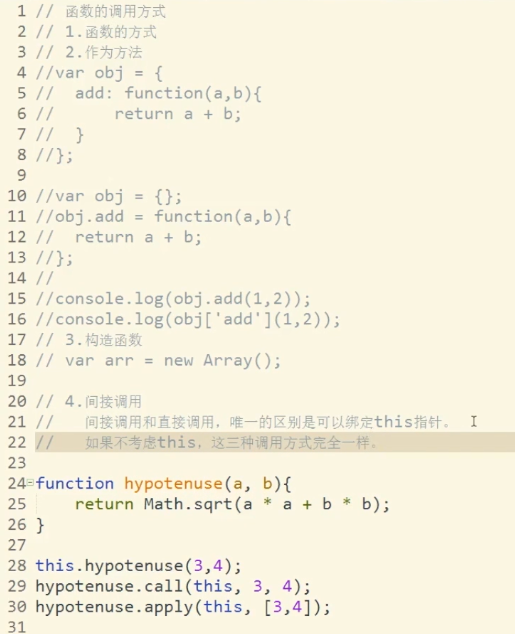 1 // 函数的调用方式
2 // 1.函数的方式
3 // 2.作为方法
4 //var obj = {
5 //  add: function(a,b){
6 //      return a + b;
7 //  }
8 //};
9
10 //var obj = {};
11 //obj.add = function(a,b){
12 //  return a + b;
13 //};
14 //
15 //console.log(obj.add(1,2));
16 //console.log(obj['add'](1,2));
17 // 3.构造函数
18 // var arr = new Array();
19
20 // 4.间接调用
21 //   间接调用和直接调用，唯一的区别是可以绑定this指针。
22 //   如果不考虑this，这三种调用方式完全一样。
23
24 function hypotenuse(a, b){
25     return Math.sqrt(a * a + b * b);
26 }
27
28 this.hypotenuse(3,4);
29 hypotenuse.call(this, 3, 4);
30 hypotenuse.apply(this, [3,4]);
31